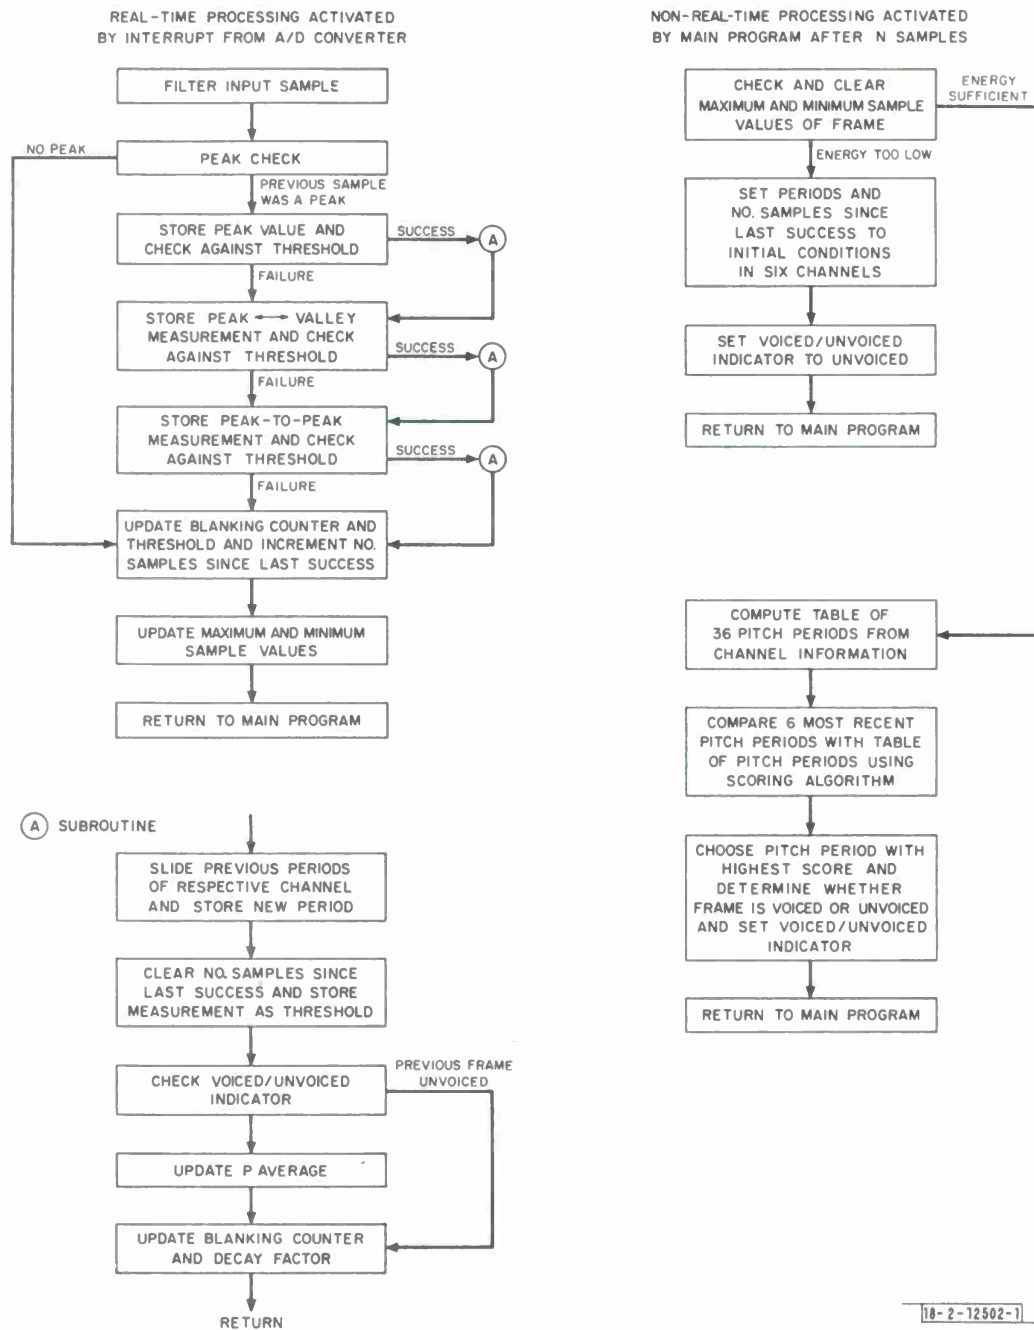 REAL-TIME PROCESSING ACTIVATED
BY INTERRUPT FROM A/D CONVERTER
FILTER INPUT SAMPLE
NO PEAK
PEAK CHECK
PREVIOUS SAMPLE
WAS A PEAK
STORE PEAK VALUE AND
CHECK AGAINST THRESHOLD
SUCCESS
A
FAILURE
STORE PEAK ⟷ VALLEY
MEASUREMENT AND CHECK
AGAINST THRESHOLD
SUCCESS
A
FAILURE
STORE PEAK-TO-PEAK
MEASUREMENT AND CHECK
AGAINST THRESHOLD
SUCCESS
A
FAILURE
UPDATE BLANKING COUNTER AND
THRESHOLD AND INCREMENT NO.
SAMPLES SINCE LAST SUCCESS
UPDATE MAXIMUM AND MINIMUM
SAMPLE VALUES
RETURN TO MAIN PROGRAM
A SUBROUTINE
SLIDE PREVIOUS PERIODS
OF RESPECTIVE CHANNEL
AND STORE NEW PERIOD
CLEAR NO. SAMPLES SINCE
LAST SUCCESS AND STORE
MEASUREMENT AS THRESHOLD
CHECK VOICED/UNVOICED
INDICATOR
PREVIOUS FRAME
UNVOICED
UPDATE P AVERAGE
UPDATE BLANKING COUNTER
AND DECAY FACTOR
RETURN
NON-REAL-TIME PROCESSING ACTIVATED
BY MAIN PROGRAM AFTER N SAMPLES
CHECK AND CLEAR
MAXIMUM AND MINIMUM SAMPLE
VALUES OF FRAME
ENERGY
SUFFICIENT
ENERGY TOO LOW
SET PERIODS AND
NO. SAMPLES SINCE
LAST SUCCESS TO
INITIAL CONDITIONS
IN SIX CHANNELS
SET VOICED/UNVOICED
INDICATOR TO UNVOICED
RETURN TO MAIN PROGRAM
COMPUTE TABLE OF
36 PITCH PERIODS FROM
CHANNEL INFORMATION
COMPARE 6 MOST RECENT
PITCH PERIODS WITH TABLE
OF PITCH PERIODS USING
SCORING ALGORITHM
CHOOSE PITCH PERIOD WITH
HIGHEST SCORE AND
DETERMINE WHETHER
FRAME IS VOICED OR UNVOICED
AND SET VOICED/UNVOICED
INDICATOR
RETURN TO MAIN PROGRAM
18-2-12502-1